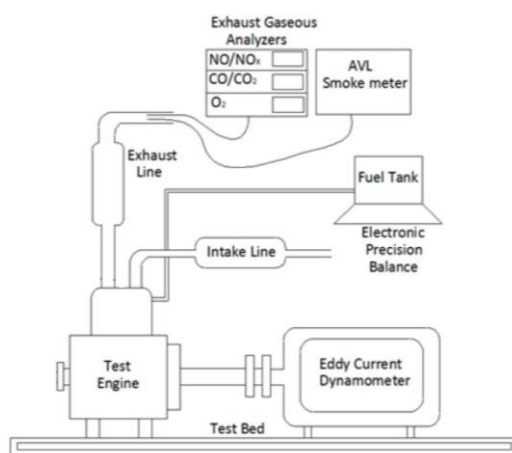 Exhaust Gaseous
Analyzers
NO/NOx
CO/CO₂
O₂
AVL
Smoke meter
Exhaust
Line
Fuel Tank
Electronic
Precision
Balance
Intake Line
Test
Engine
Eddy Current
Dynamometer
Test Bed